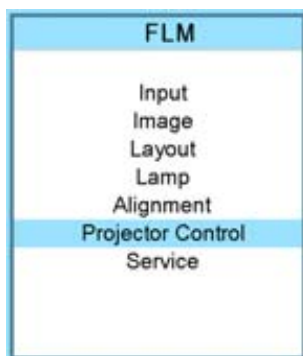 FLM
Input
Image
Layout
Lamp
Alignment
Projector Control
Service